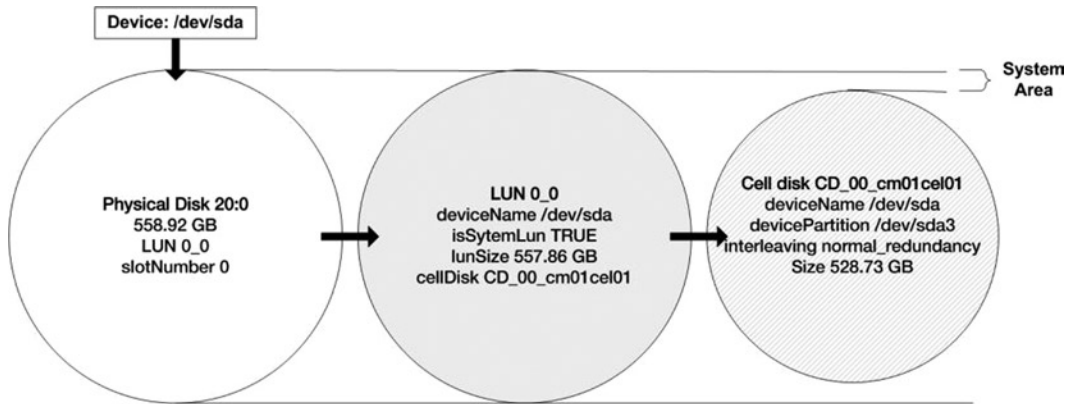 Device: /dev/sda
System
Area
Physical Disk 20:0
558.92 GB
LUN 0_0
slotNumber 0
LUN 0_0
deviceName /dev/sda
isSytemLun TRUE
lunSize 557.86 GB
cellDisk CD_00_cm01cel01
Cell disk CD_00_cm01cel01
deviceName /dev/sda
devicePartition /dev/sda3
interleaving normal_redundancy
Size 528.73 GB